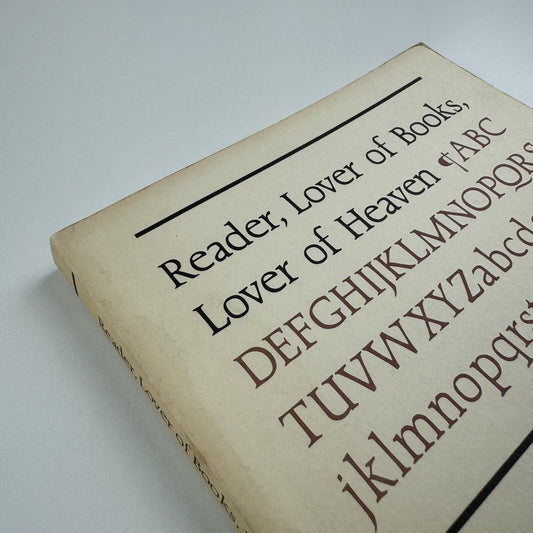 Reader, Lover of Books,
Lover of Heaven ¶ABC
DEFGHIJKLMNOPQRS
TUVWXYZabcd
jklmnopqrst
Reader, Lover of Books,